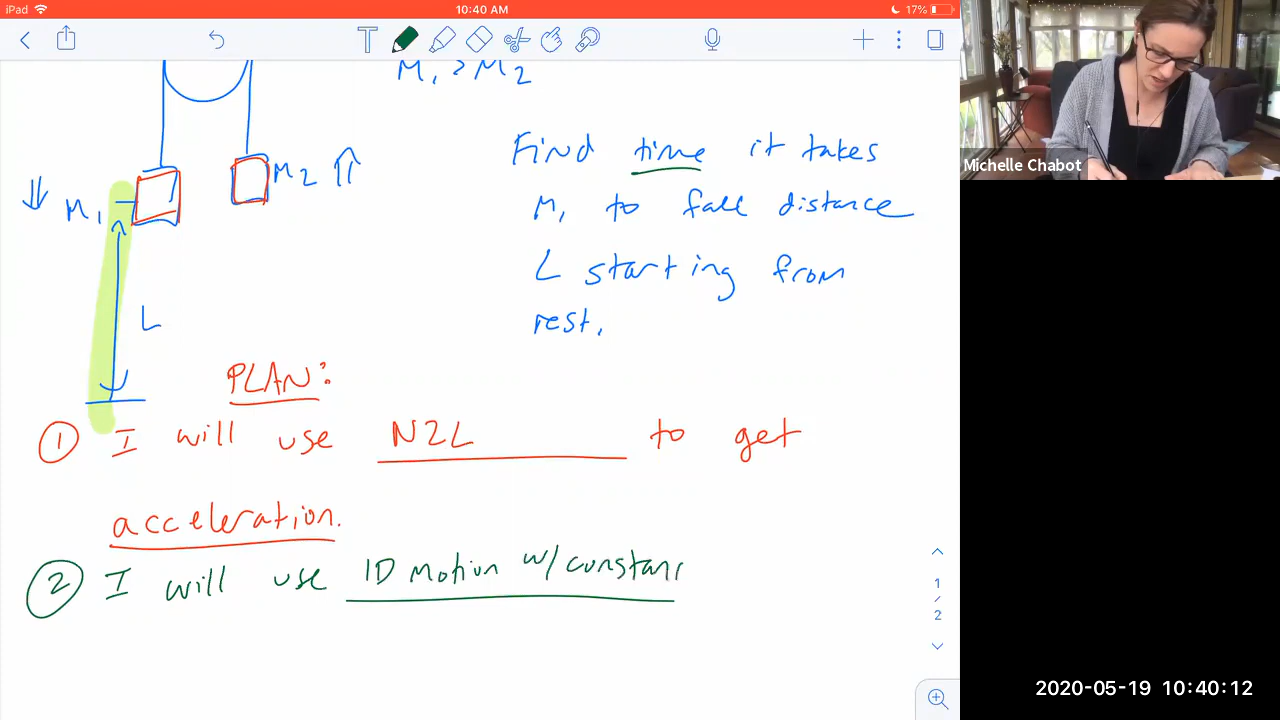 iPad 10:40 AM 17%
T
M₁ > M₂
Find time it takes
M₁ to fall distance
L starting from
rest.
M₁ M₂
L
PLAN:
① I will use N2L to get
acceleration.
② I will use 1D motion w/ constant
1
/
2
Michelle Chabot
2020-05-19 10:40:12